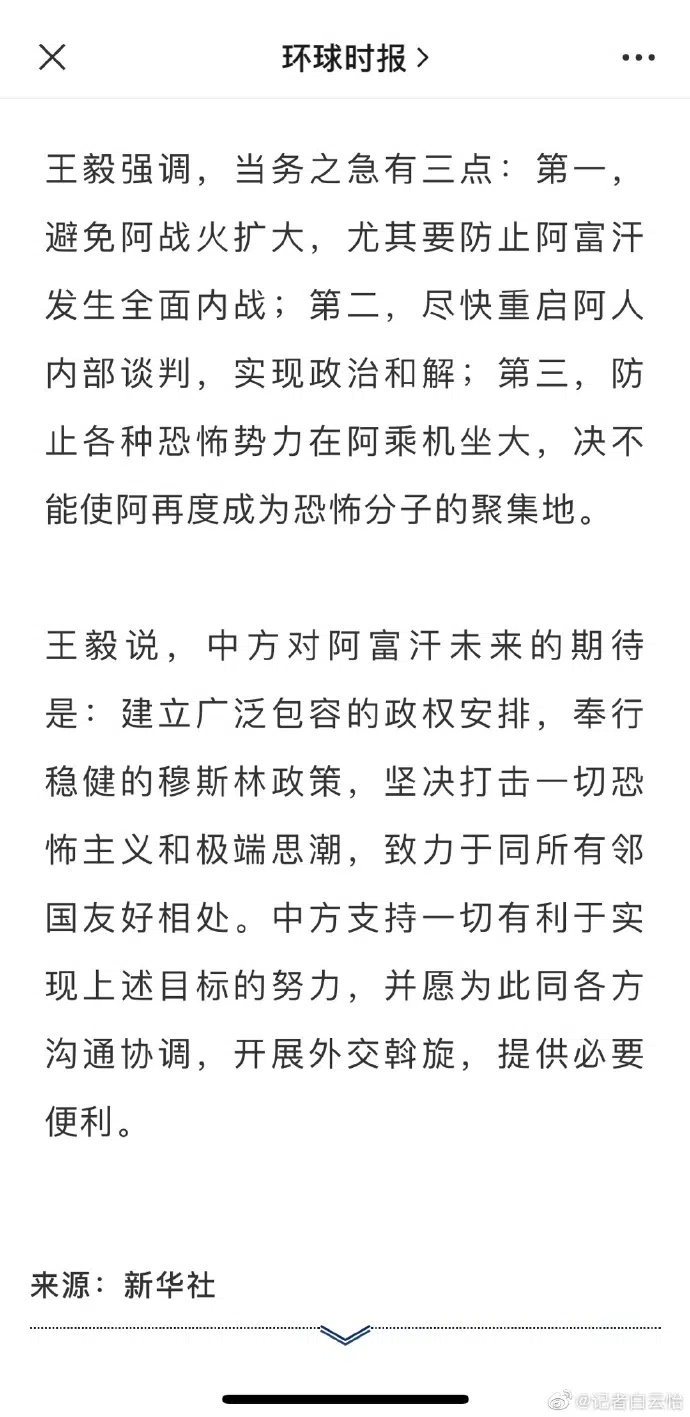 环球时报
王毅强调，当务之急有三点：第一，
避免阿战火扩大，尤其要防止阿富汗
发生全面内战；第二，尽快重启阿人
内部谈判，实现政治和解；第三，防
止各种恐怖势力在阿乘机坐大，决不
能使阿再度成为恐怖分子的聚集地。
王毅说，中方对阿富汗未来的期待
是：建立广泛包容的政权安排，奉行
稳健的穆斯林政策，坚决打击一切恐
怖主义和极端思潮，致力于同所有邻
国友好相处。中方支持一切有利于实
现上述目标的努力，并愿为此同各方
沟通协调，开展外交斡旋，提供必要
便利。
来源：新华社
@记者白云怡